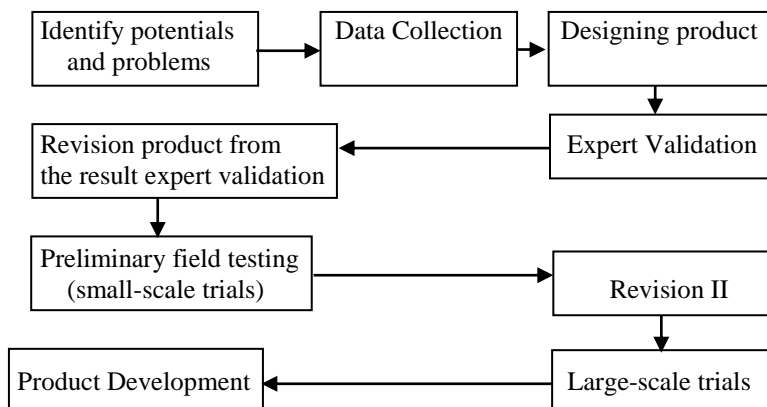 Identify potentials
and problems
Data Collection
Designing product
Expert Validation
Revision product from
the result expert validation
Preliminary field testing
(small-scale trials)
Revision II
Large-scale trials
Product Development